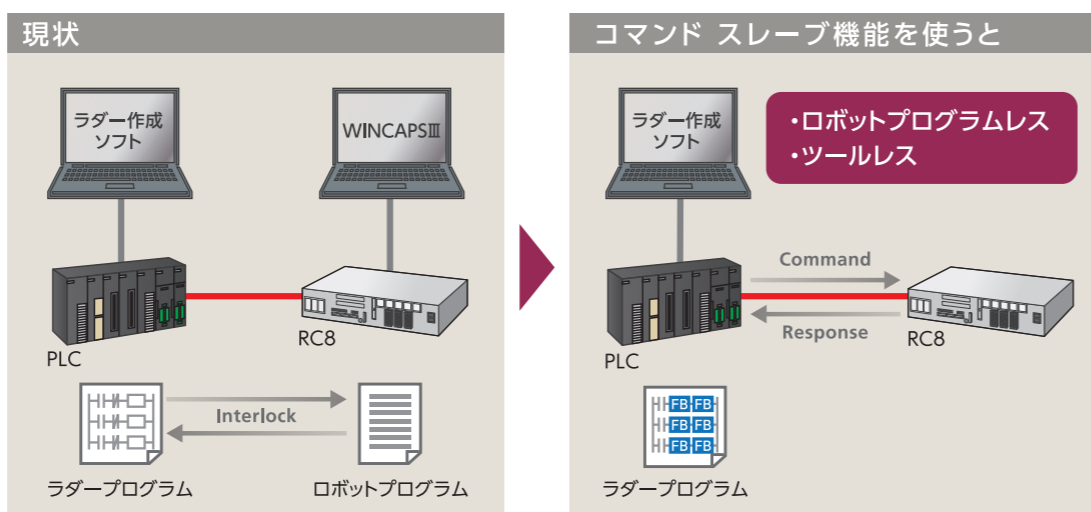 現状
ラダー作成
ソフト
WINCAPSⅢ
PLC
RC8
Interlock
ラダープログラム
ロボットプログラム
コマンド スレーブ機能を使うと
ラダー作成
ソフト
・ロボットプログラムレス
・ツールレス
Command
Response
PLC
RC8
FB FB
FB FB
FB FB
ラダープログラム